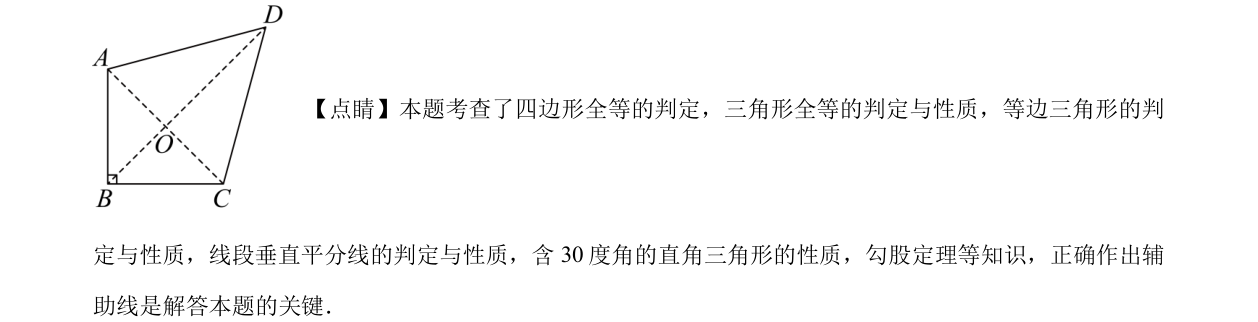 D
A
【点睛】本题考查了四边形全等的判定，三角形全等的判定与性质，等边三角形的判
O
B
C
定与性质，线段垂直平分线的判定与性质，含 30 度角的直角三角形的性质，勾股定理等知识，正确作出辅
助线是解答本题的关键．